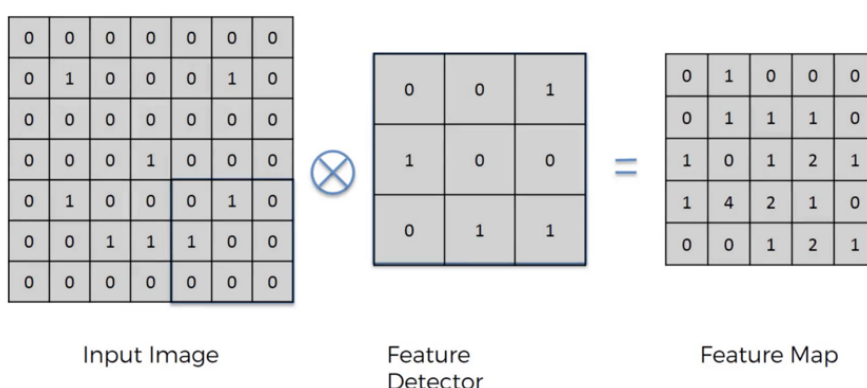 0 0 0 0 0 0 0
0 1 0 0 0 1 0
0 0 0 0 0 0 0
0 0 0 1 0 0 0
0 1 0 0 0 1 0
0 0 1 1 1 0 0
0 0 0 0 0 0 0
0 0 1
1 0 0
0 1 1
=
0 1 0 0 0
0 1 1 1 0
1 0 1 2 1
1 4 2 1 0
0 0 1 2 1
Input Image
Feature
Detector
Feature Map